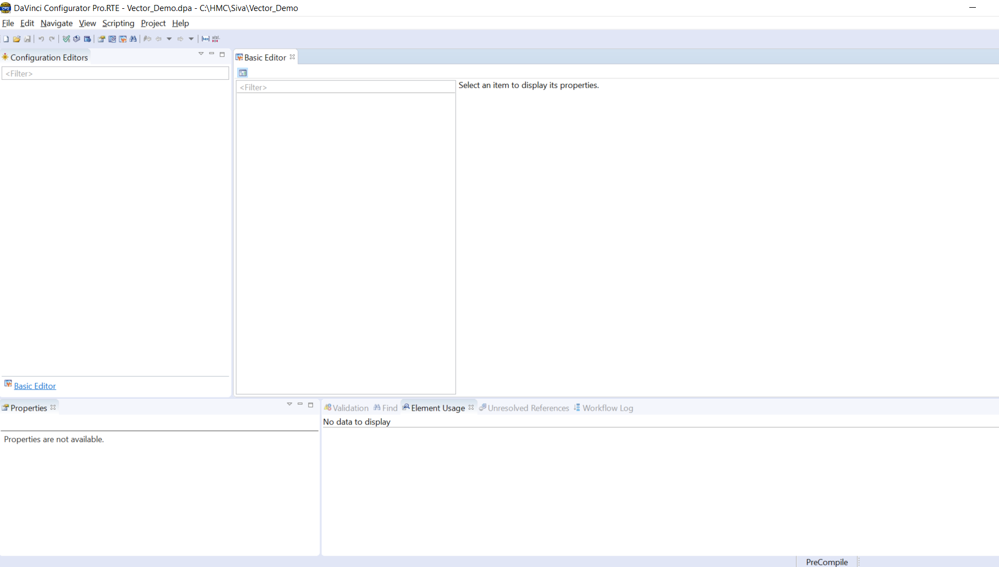 DaVinci Configurator Pro.RTE - Vector_Demo.dpa - C:\HMC\Siva\Vector_Demo
File Edit Navigate View Scripting Project Help
Configuration Editors
<Filter>
Basic Editor
Basic Editor
<Filter>
Select an item to display its properties.
Properties
Properties are not available.
Validation Find Element Usage Unresolved References Workflow Log
No data to display
PreCompile